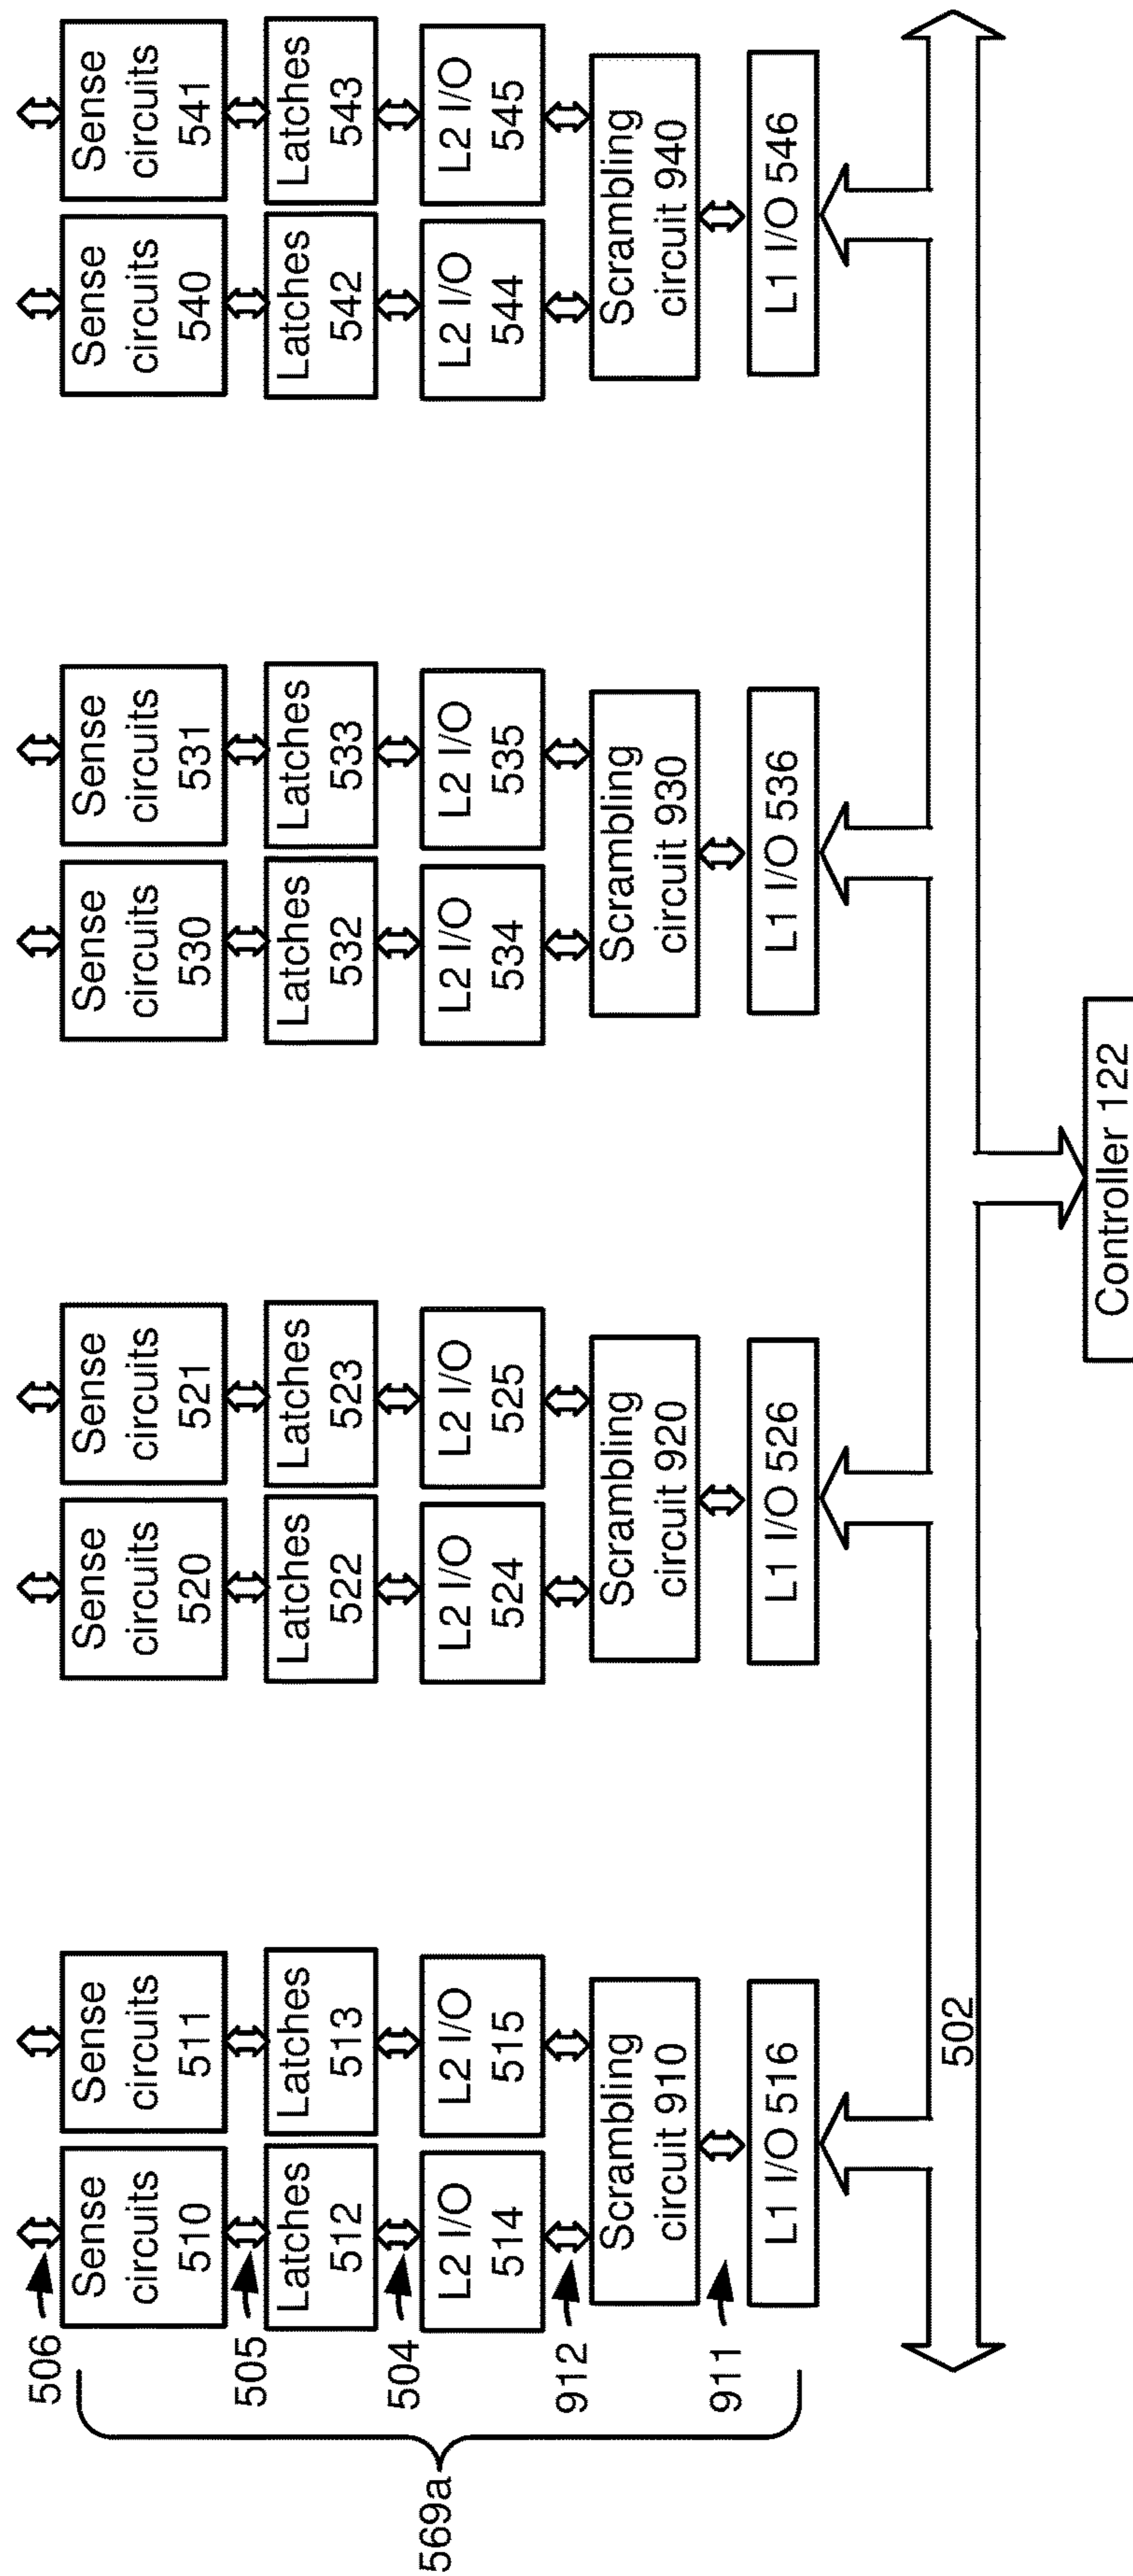 506
Sense
circuits
510
Sense
circuits
511
Sense
circuits
520
Sense
circuits
521
Sense
circuits
530
Sense
circuits
531
Sense
circuits
540
Sense
circuits
541
505
Latches
512
Latches
513
Latches
522
Latches
523
Latches
532
Latches
533
Latches
542
Latches
543
504
L2 I/O
514
L2 I/O
515
L2 I/O
524
L2 I/O
525
L2 I/O
534
L2 I/O
535
L2 I/O
544
L2 I/O
545
569a
912
Scrambling
circuit 910
Scrambling
circuit 920
Scrambling
circuit 930
Scrambling
circuit 940
911
L1 I/O 516
L1 I/O 526
L1 I/O 536
L1 I/O 546
502
Controller 122